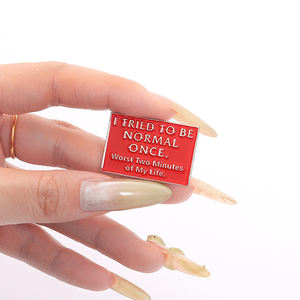 I TRIED TO BE
NORMAL
ONCE.
Worst Two Minutes
of My Life.